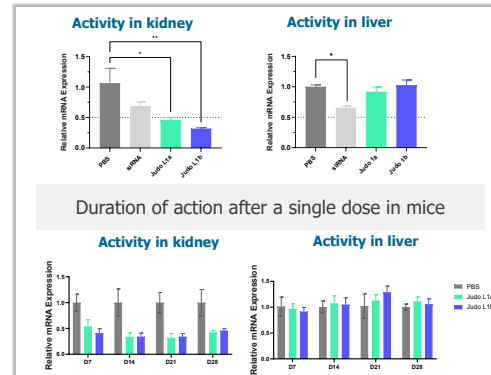 Activity in kidney
Relative mRNA Expression
1.5
1.0
0.5
0.0
**
*
PBS
siRNA
Judo L1a
Judo L1b
Activity in liver
Relative mRNA Expression
1.5
1.0
0.5
0.0
*
PBS
siRNA
Judo 1a
Judo 1b
Duration of action after a single dose in mice
Activity in kidney
Relative mRNA Expression
1.5
1.0
0.5
0.0
D7
D14
D21
D28
Activity in liver
Relative mRNA Expression
2.0
1.5
1.0
0.5
0.0
D7
D14
D21
D28
PBS
Judo L1a